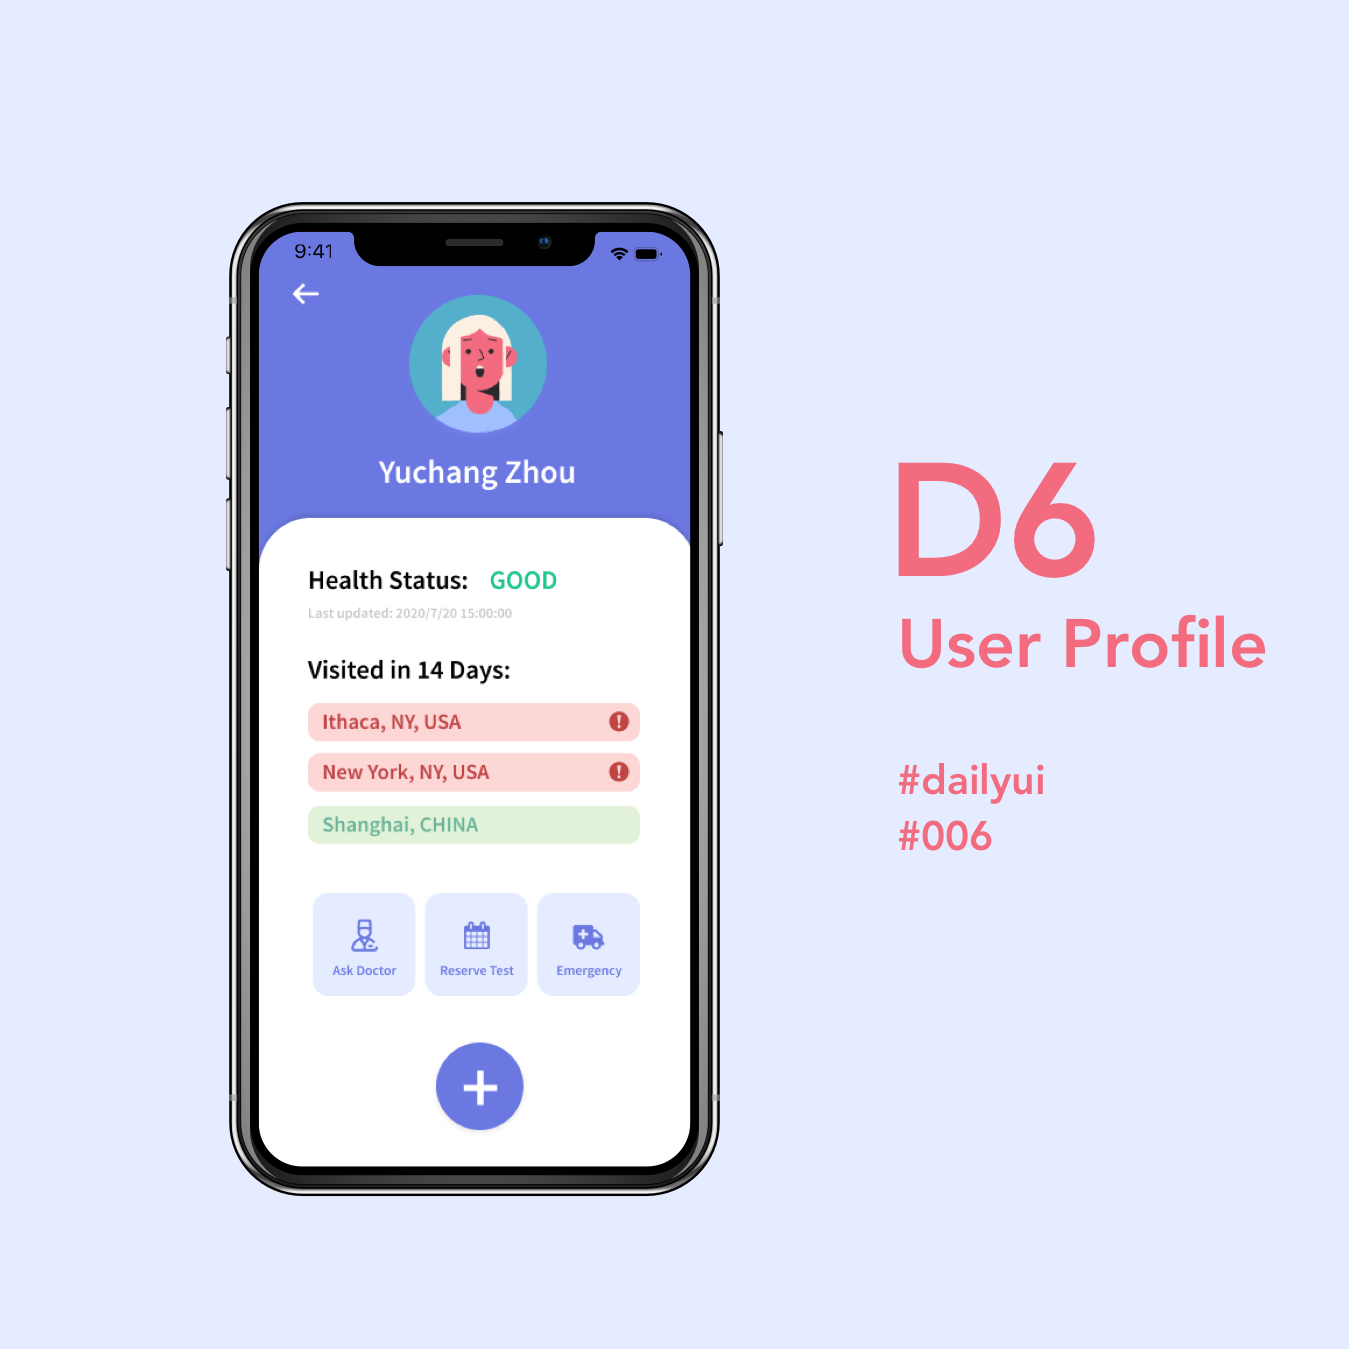 9:41
Yuchang Zhou
Health Status: GOOD
Last updated: 2020/7/20 15:00:00
Visited in 14 Days:
Ithaca, NY, USA
New York, NY, USA
Shanghai, CHINA
Ask Doctor
Reserve Test
Emergency
D6
User Profile
#dailyui
#006